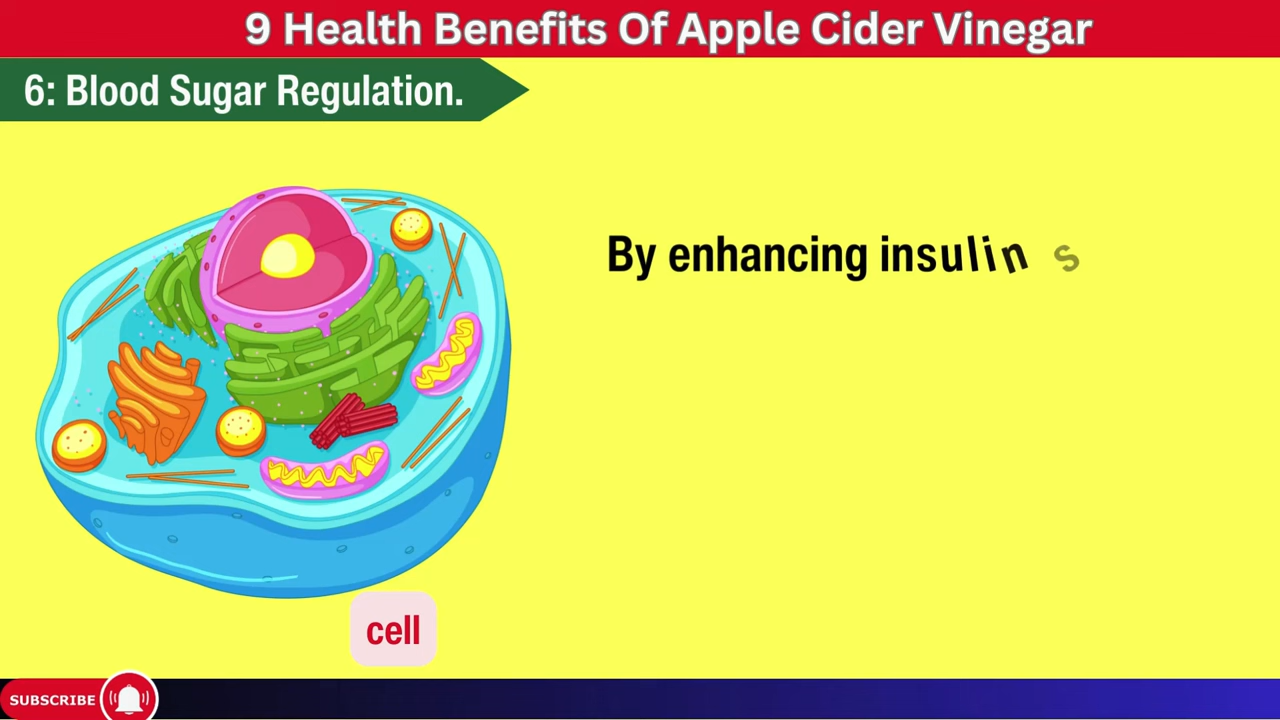 9 Health Benefits Of Apple Cider Vinegar
6: Blood Sugar Regulation.
By enhancing insulin s
cell
SUBSCRIBE